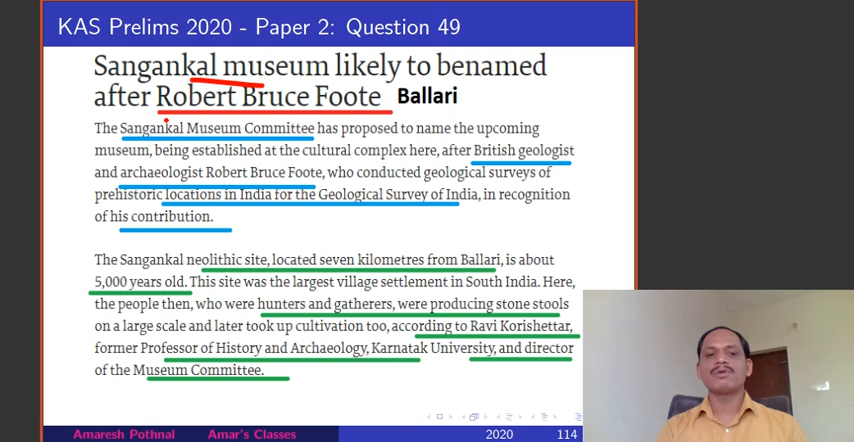 KAS Prelims 2020 - Paper 2: Question 49
Sangankal museum likely to benamed
after Robert Bruce Foote Ballari
The Sangankal Museum Committee has proposed to name the upcoming
museum, being established at the cultural complex here, after British geologist
and archaeologist Robert Bruce Foote, who conducted geological surveys of
prehistoric locations in India for the Geological Survey of India, in recognition
of his contribution.
The Sangankal neolithic site, located seven kilometres from Ballari, is about
5,000 years old. This site was the largest village settlement in South India. Here,
the people then, who were hunters and gatherers, were producing stone stools
on a large scale and later took up cultivation too, according to Ravi Korishettar,
former Professor of History and Archaeology, Karnatak University, and director
of the Museum Committee.
Amaresh Pothnal Amar's Classes 2020 114